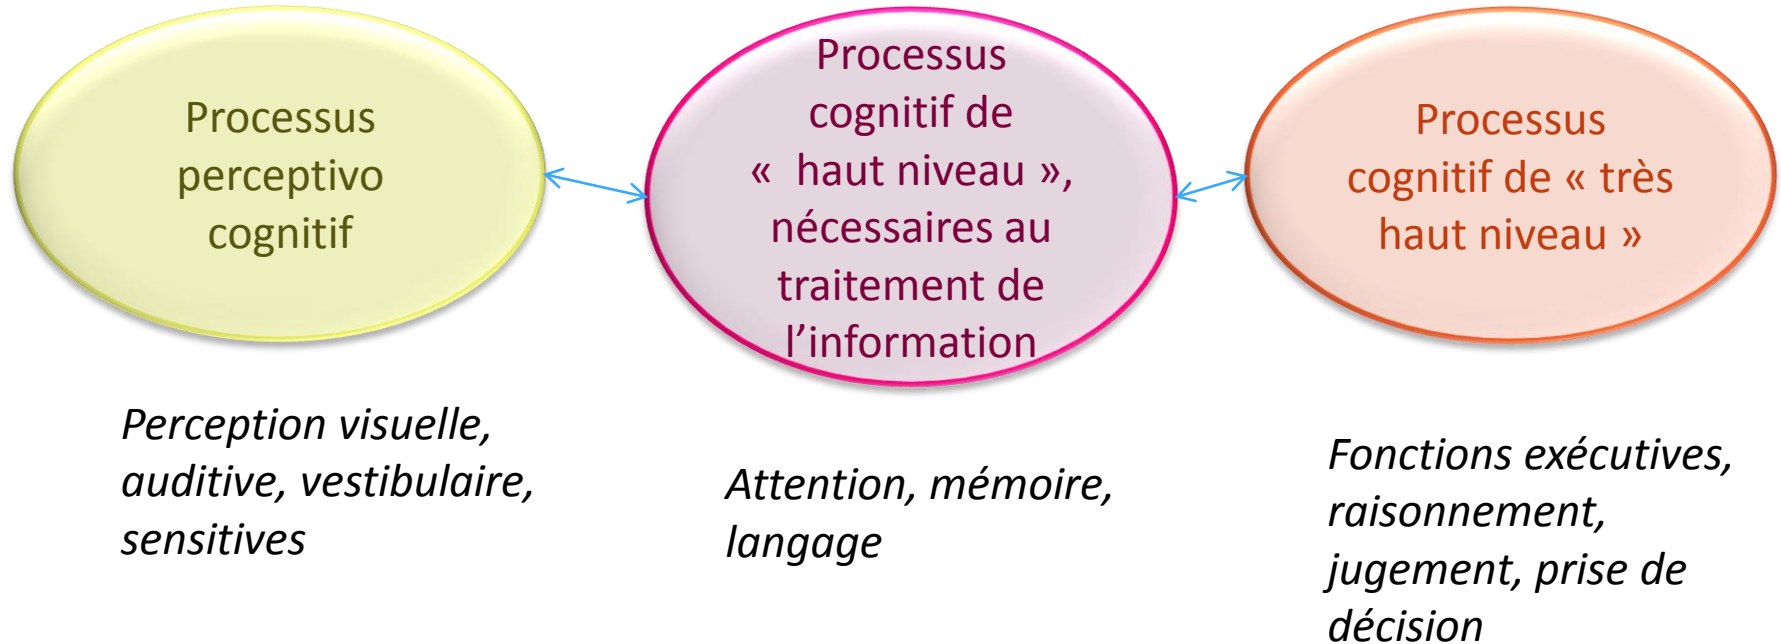 Processus
perceptivo
cognitif
Processus
cognitif de
«  haut niveau »,
nécessaires au
traitement de
l’information
Processus
cognitif de « très
haut niveau »
Perception visuelle,
auditive, vestibulaire,
sensitives
Attention, mémoire,
langage
Fonctions exécutives,
raisonnement,
jugement, prise de
décision